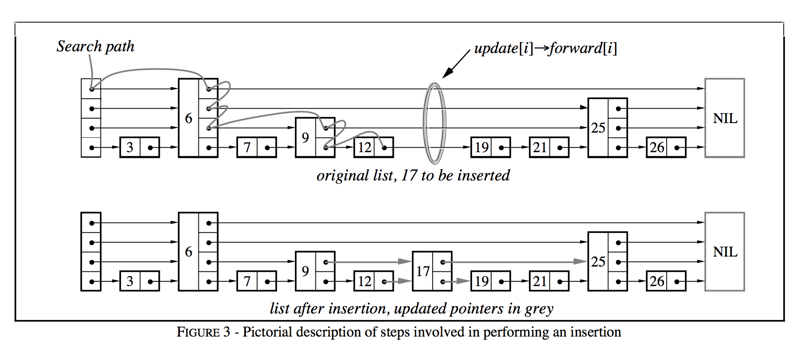 Search path
update[i]→forward[i]
6
NIL
25
9
3
7
12
19
21
26
original list, 17 to be inserted
6
NIL
25
9
17
3
7
12
19
21
26
list after insertion, updated pointers in grey
FIGURE 3 - Pictorial description of steps involved in performing an insertion